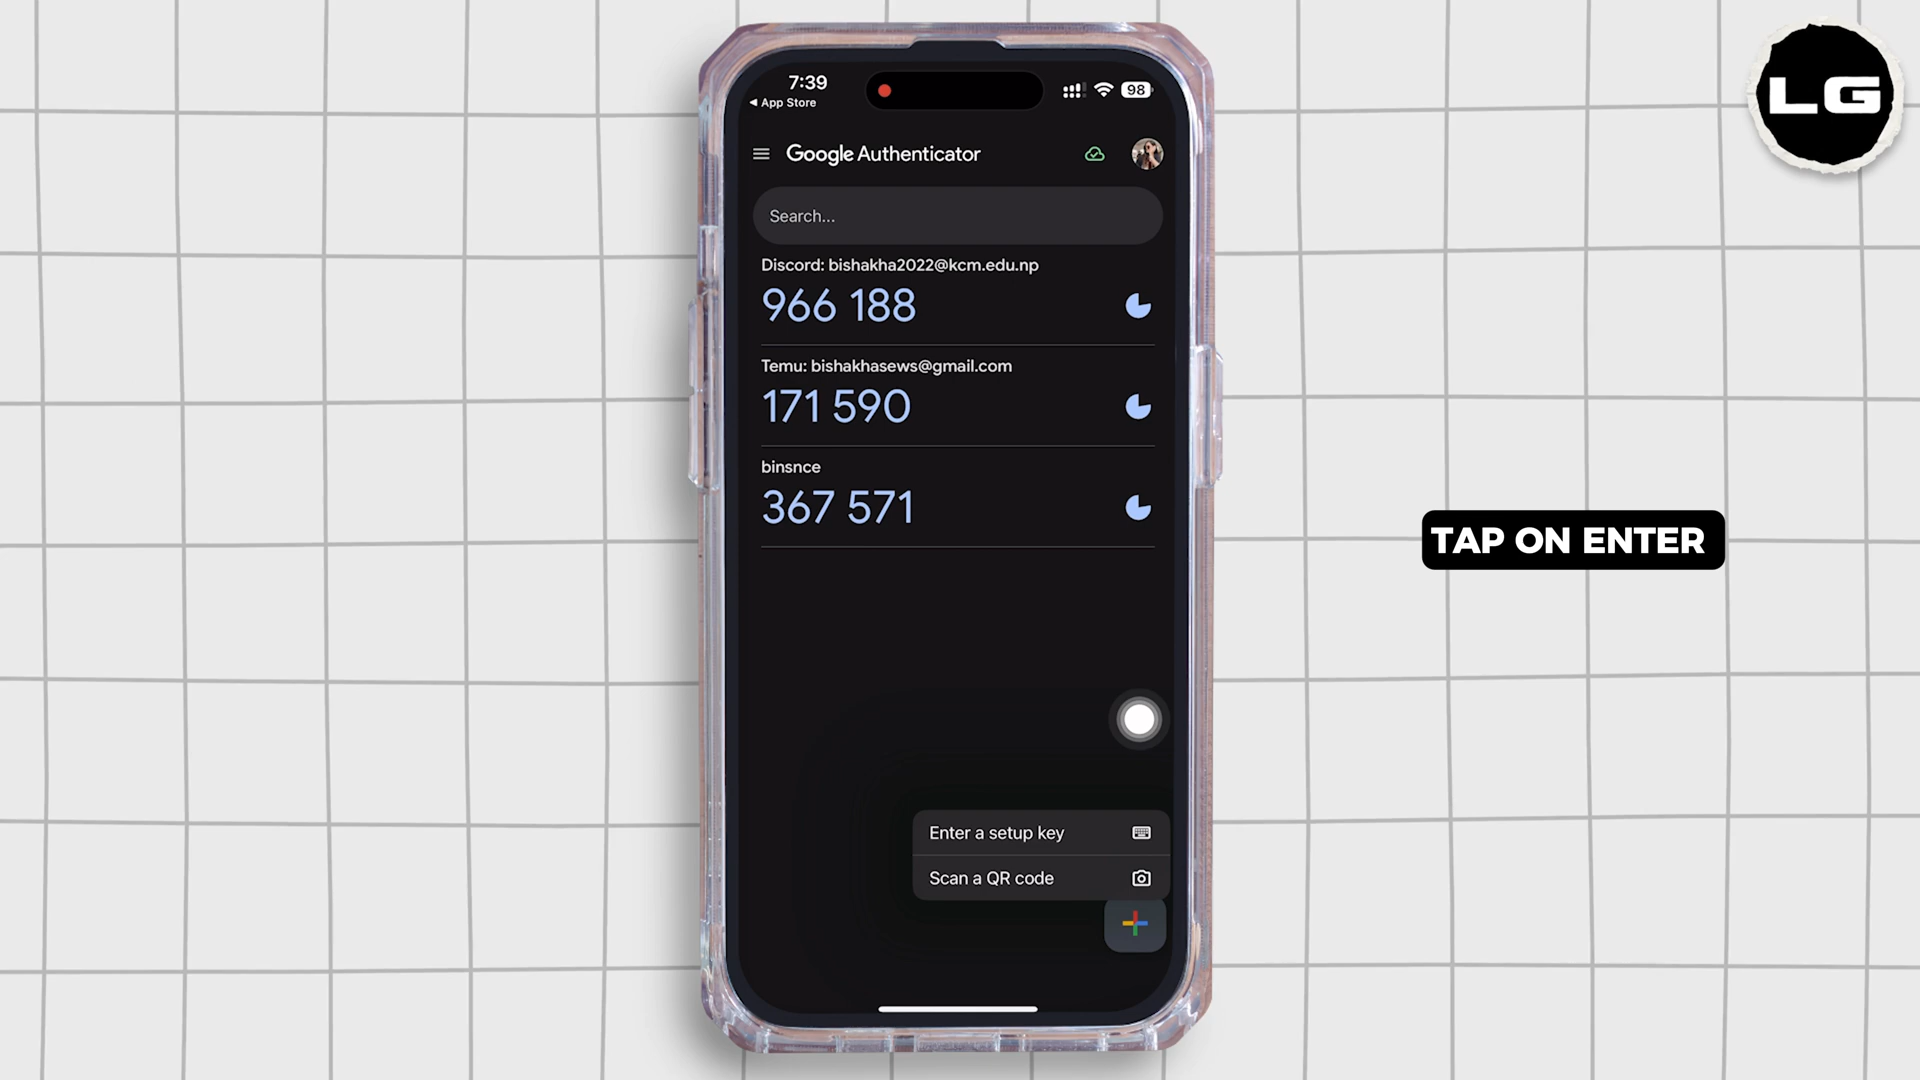 LG
7:39
98
App Store
Google Authenticator
Search...
Discord: bishakha2022@kcm.edu.np
966 188
Temu: bishakhasews@gmail.com
171 590
binsnce
367 571
TAP ON ENTER
Enter a setup key
Scan a QR code